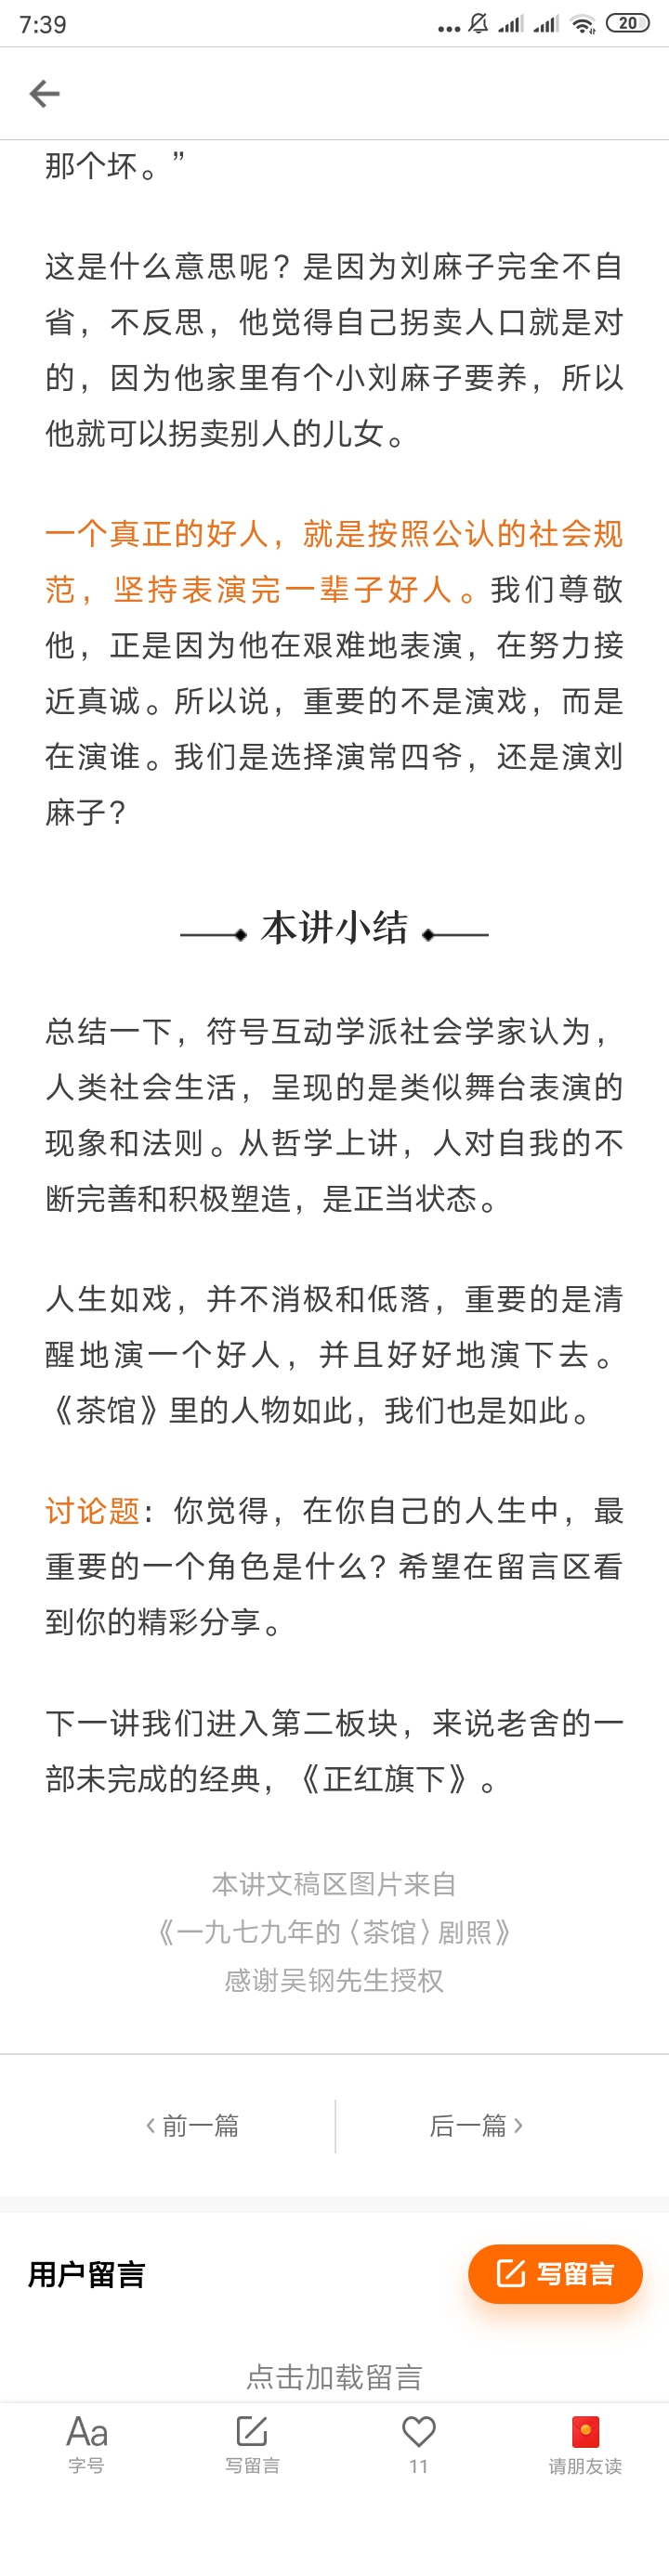 7:39
20
那个坏。”
这是什么意思呢？是因为刘麻子完全不自
省，不反思，他觉得自己拐卖人口就是对
的，因为他家里有个小刘麻子要养，所以
他就可以拐卖别人的儿女。
一个真正的好人，就是按照公认的社会规
范，坚持表演完一辈子好人。我们尊敬
他，正是因为他在艰难地表演，在努力接
近真诚。所以说，重要的不是演戏，而是
在演谁。我们是选择演常四爷，还是演刘
麻子？
本讲小结
总结一下，符号互动学派社会学家认为，
人类社会生活，呈现的是类似舞台表演的
现象和法则。从哲学上讲，人对自我的不
断完善和积极塑造，是正当状态。
人生如戏，并不消极和低落，重要的是清
醒地演一个好人，并且好好地演下去。
《茶馆》里的人物如此，我们也是如此。
讨论题：你觉得，在你自己的人生中，最
重要的一个角色是什么？希望在留言区看
到你的精彩分享。
下一讲我们进入第二板块，来说老舍的一
部未完成的经典，《正红旗下》。
本讲文稿区图片来自
《一九七九年的〈茶馆〉剧照》
感谢吴钢先生授权
前一篇 后一篇
用户留言 写留言
点击加载留言
Aa
字号 写留言 11 请朋友读